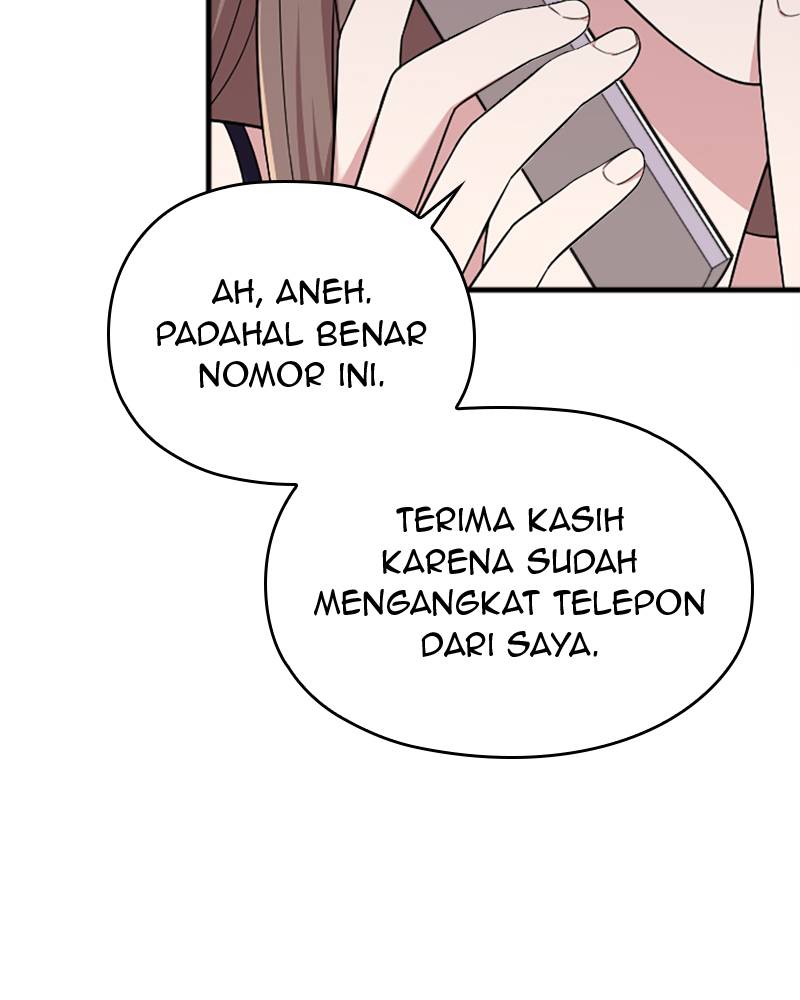 AH, ANEH.
PADAHAL BENAR
NOMOR INI.
TERIMA KASIH
KARENA SUDAH
MENGANGKAT TELEPON
DARI SAYA.